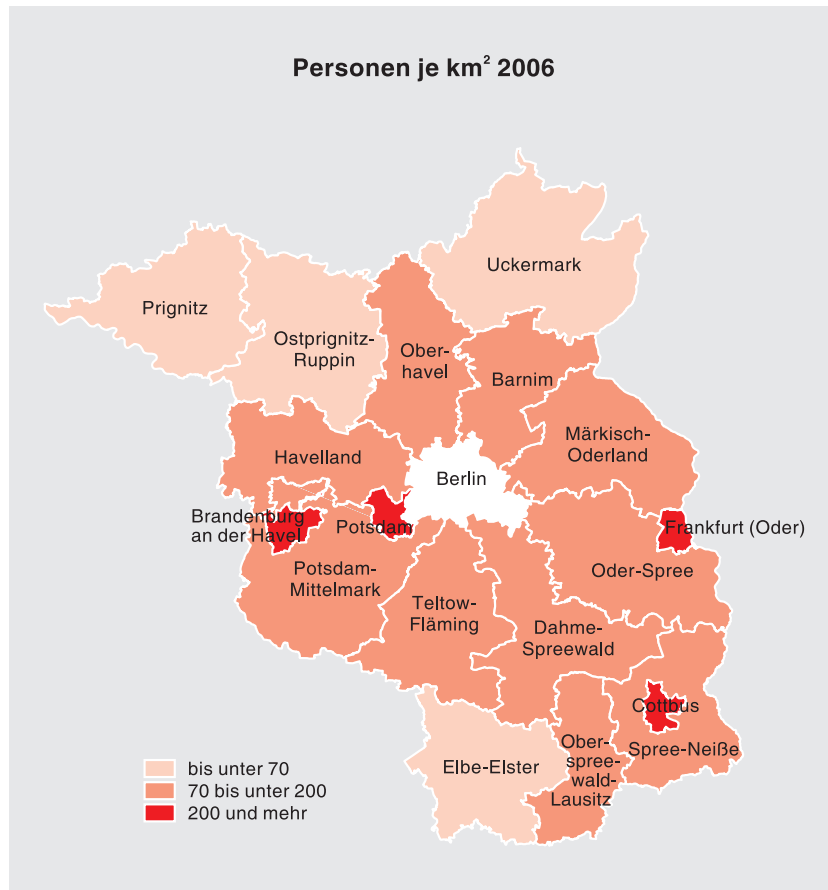 Personen je km² 2006
Uckermark
Prignitz
Ostprignitz-
Ruppin
Ober-
havel
Barnim
Märkisch-
Oderland
Havelland
Berlin
Brandenburg
an der Havel
Potsdam
Frankfurt (Oder)
Potsdam-
Mittelmark
Oder-Spree
Teltow-
Fläming
Dahme-
Spreewald
Cottbus
Spree-Neiße
Elbe-Elster
Ober-
spree-
wald-
Lausitz
bis unter 70
70 bis unter 200
200 und mehr